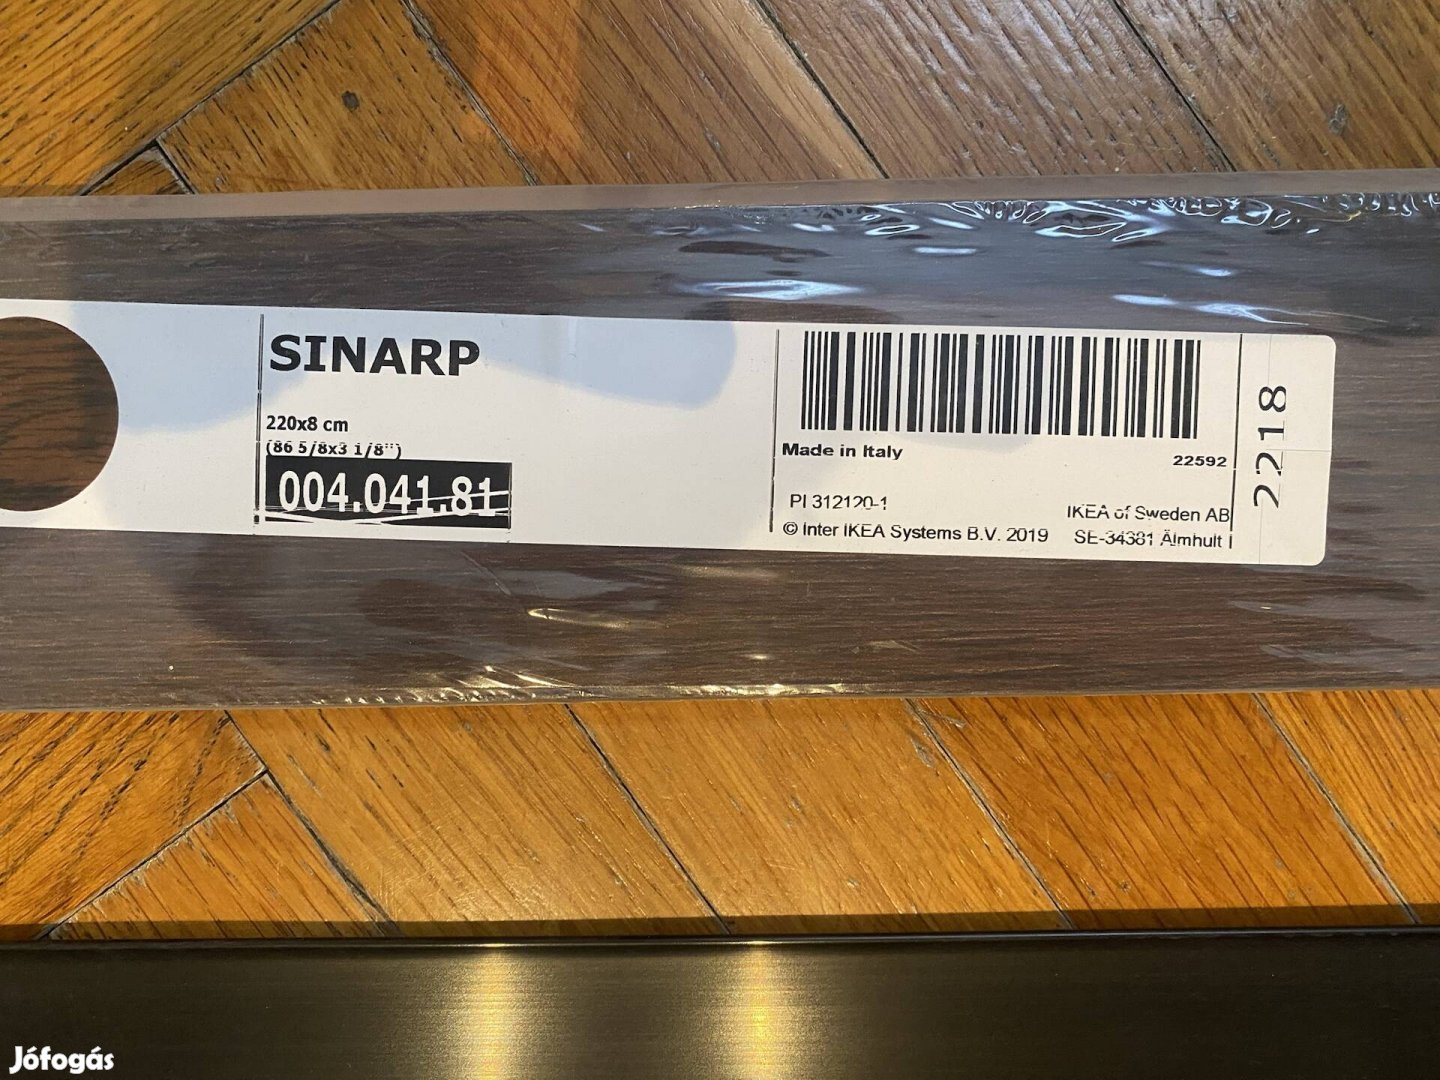 SINARP
220x8 cm
(86 5/8x3 1/8")
004.041.81
Made in Italy
22592
PI 312120-1
IKEA of Sweden AB
© Inter IKEA Systems B.V. 2019
SE-34381 Älmhult
2218
Jófogás